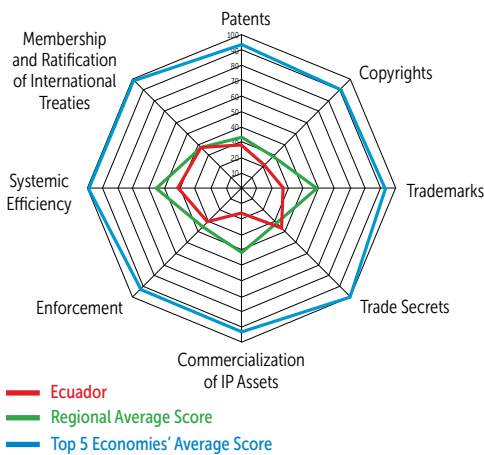 Patents
100
90
80
70
60
50
40
30
20
10
Membership
and Ratification
of International
Treaties
Copyrights
Systemic
Efficiency
Trademarks
Enforcement
Trade Secrets
Commercialization
of IP Assets
Ecuador
Regional Average Score
Top 5 Economies' Average Score